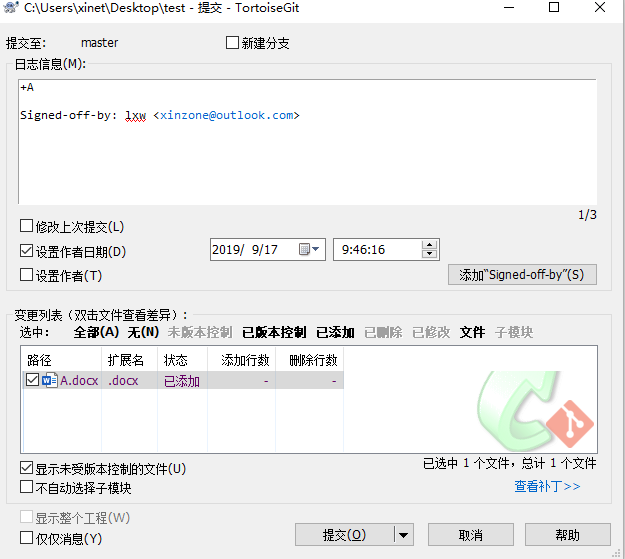 C:\Users\xinet\Desktop\test - 提交 - TortoiseGit
提交至: master 新建分支
日志信息(M):
+A
Signed-off-by: lxw <xinzone@outlook.com>
1/3
修改上次提交(L)
设置作者日期(D) 2019/ 9/17 9:46:16
设置作者(T) 添加“Signed-off-by”(S)
变更列表（双击文件查看差异）:
选中: 全部(A) 无(N) 未版本控制 已版本控制 已添加 已删除 已修改 文件 子模块
路径 扩展名 状态 添加行数 删除行数
A.docx .docx 已添加 - -
显示未受版本控制的文件(U) 已选中 1 个文件，总计 1 个文件
不自动选择子模块 查看补丁>>
显示整个工程(W)
仅仅消息(Y) 提交(O) 取消 帮助